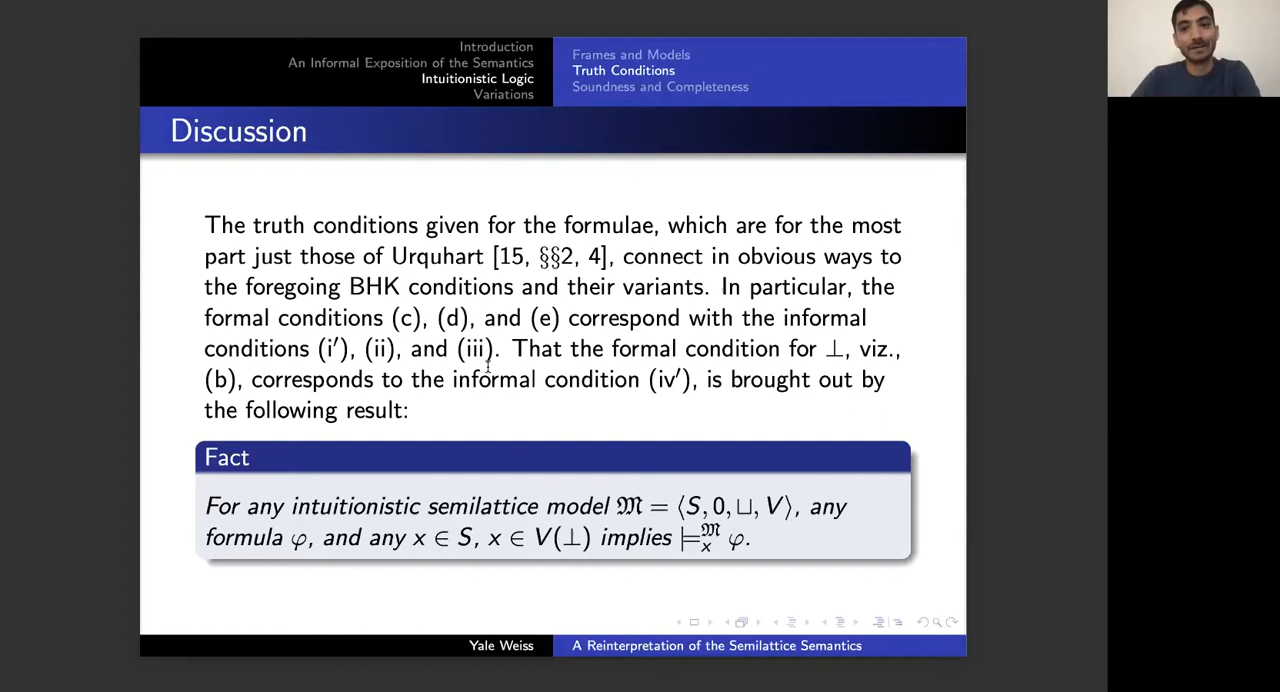 Introduction
An Informal Exposition of the Semantics
Intuitionistic Logic
Variations
Frames and Models
Truth Conditions
Soundness and Completeness
Discussion
The truth conditions given for the formulae, which are for the most
part just those of Urquhart [15, §§2, 4], connect in obvious ways to
the foregoing BHK conditions and their variants. In particular, the
formal conditions (c), (d), and (e) correspond with the informal
conditions (i′), (ii), and (iii). That the formal condition for ⊥, viz.,
(b), corresponds to the informal condition (iv′), is brought out by
the following result:
Fact
For any intuitionistic semilattice model 𝔐 = ⟨S, 0, ⊔, V⟩, any
formula φ, and any x ∈ S, x ∈ V(⊥) implies ⊨ₓ^𝔐 φ.
Yale Weiss
A Reinterpretation of the Semilattice Semantics